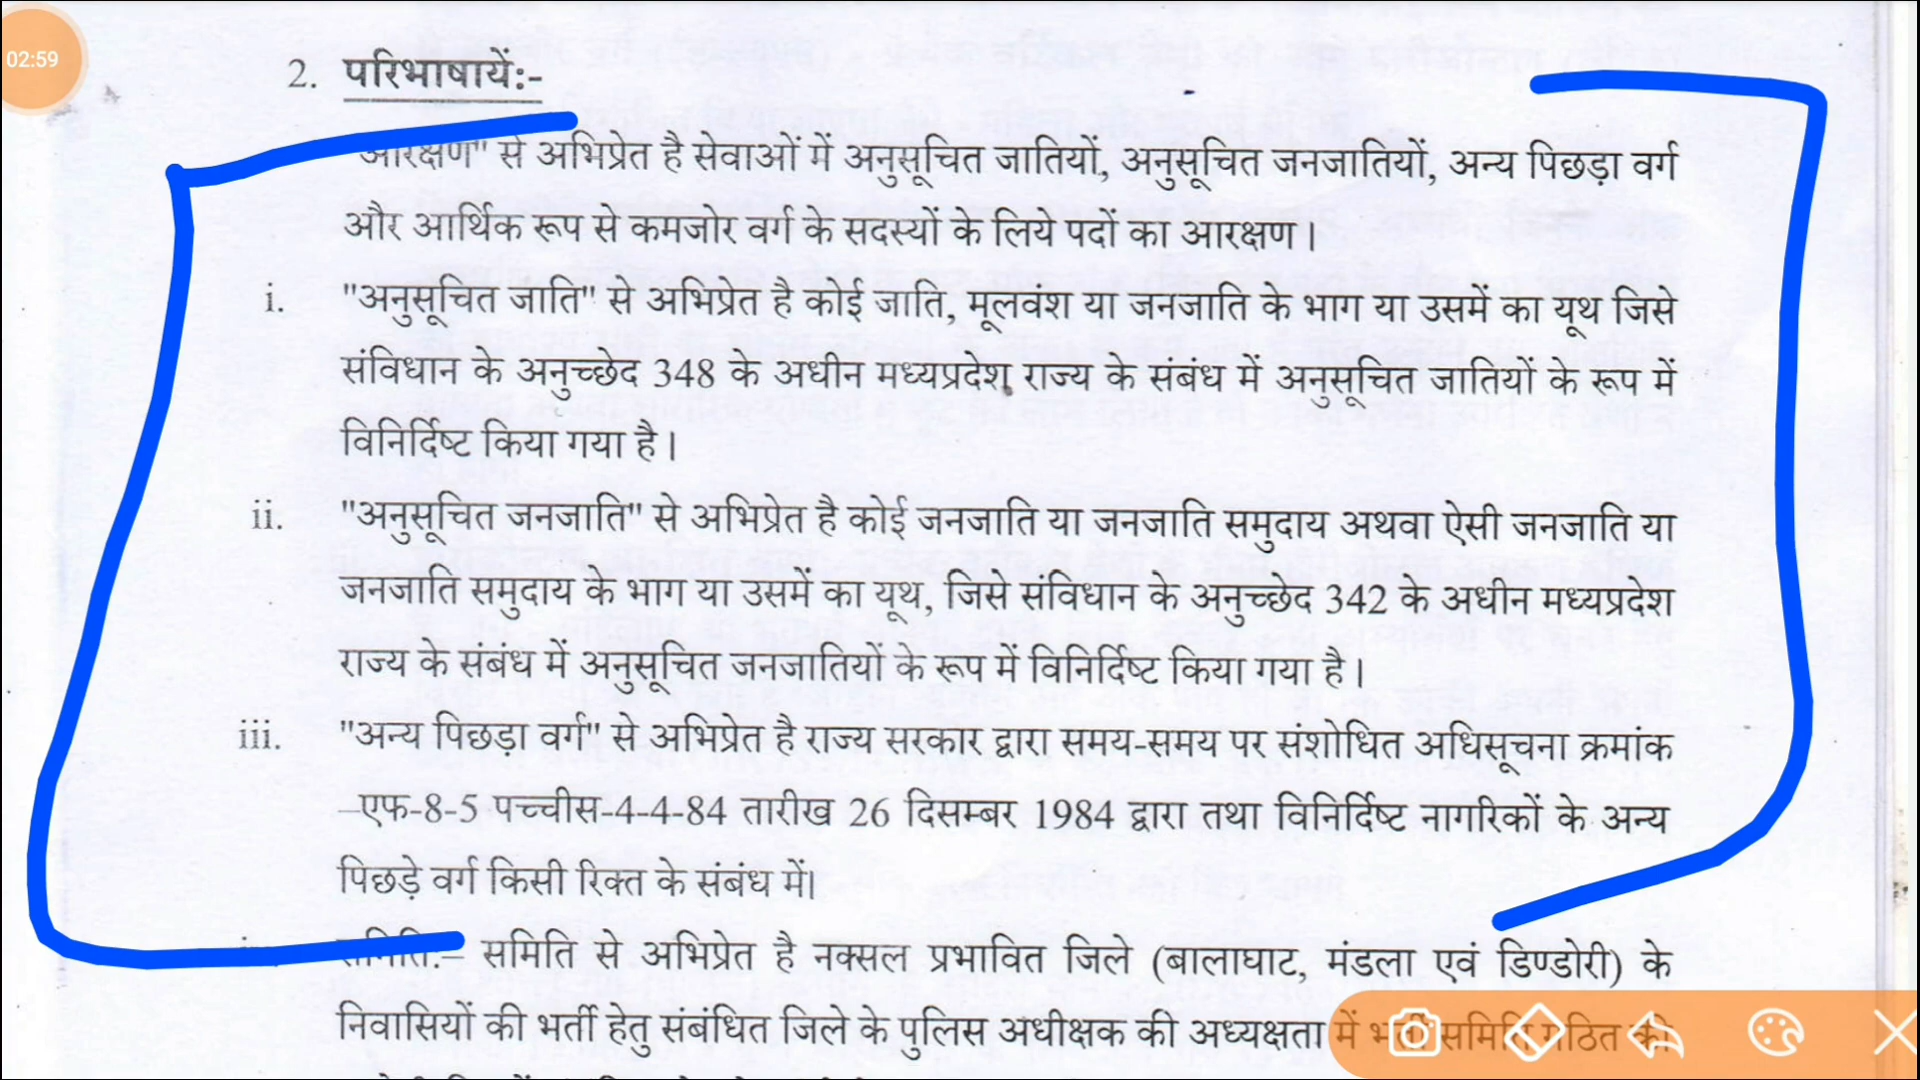 02:59
2. परिभाषायें:-
आरक्षण" से अभिप्रेत है सेवाओं में अनुसूचित जातियों, अनुसूचित जनजातियों, अन्य पिछड़ा वर्ग
और आर्थिक रूप से कमजोर वर्ग के सदस्यों के लिये पदों का आरक्षण।
i. "अनुसूचित जाति" से अभिप्रेत है कोई जाति, मूलवंश या जनजाति के भाग या उसमें का यूथ जिसे
संविधान के अनुच्छेद 348 के अधीन मध्यप्रदेश राज्य के संबंध में अनुसूचित जातियों के रूप में
विनिर्दिष्ट किया गया है।
ii. "अनुसूचित जनजाति" से अभिप्रेत है कोई जनजाति या जनजाति समुदाय अथवा ऐसी जनजाति या
जनजाति समुदाय के भाग या उसमें का यूथ, जिसे संविधान के अनुच्छेद 342 के अधीन मध्यप्रदेश
राज्य के संबंध में अनुसूचित जनजातियों के रूप में विनिर्दिष्ट किया गया है।
iii. "अन्य पिछड़ा वर्ग" से अभिप्रेत है राज्य सरकार द्वारा समय-समय पर संशोधित अधिसूचना क्रमांक
–एफ-8-5 पच्चीस-4-4-84 तारीख 26 दिसम्बर 1984 द्वारा तथा विनिर्दिष्ट नागरिकों के अन्य
पिछड़े वर्ग किसी रिक्त के संबंध में।
समिति:– समिति से अभिप्रेत है नक्सल प्रभावित जिले (बालाघाट, मंडला एवं डिण्डोरी) के
निवासियों की भर्ती हेतु संबंधित जिले के पुलिस अधीक्षक की अध्यक्षता में भर्ती समिति गठित की